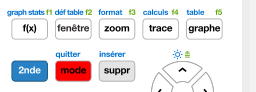 graph stats f1 déf table f2 format f3 calculs f4 table f5
f(x) fenêtre zoom trace graphe
quitter insérer
2nde mode suppr